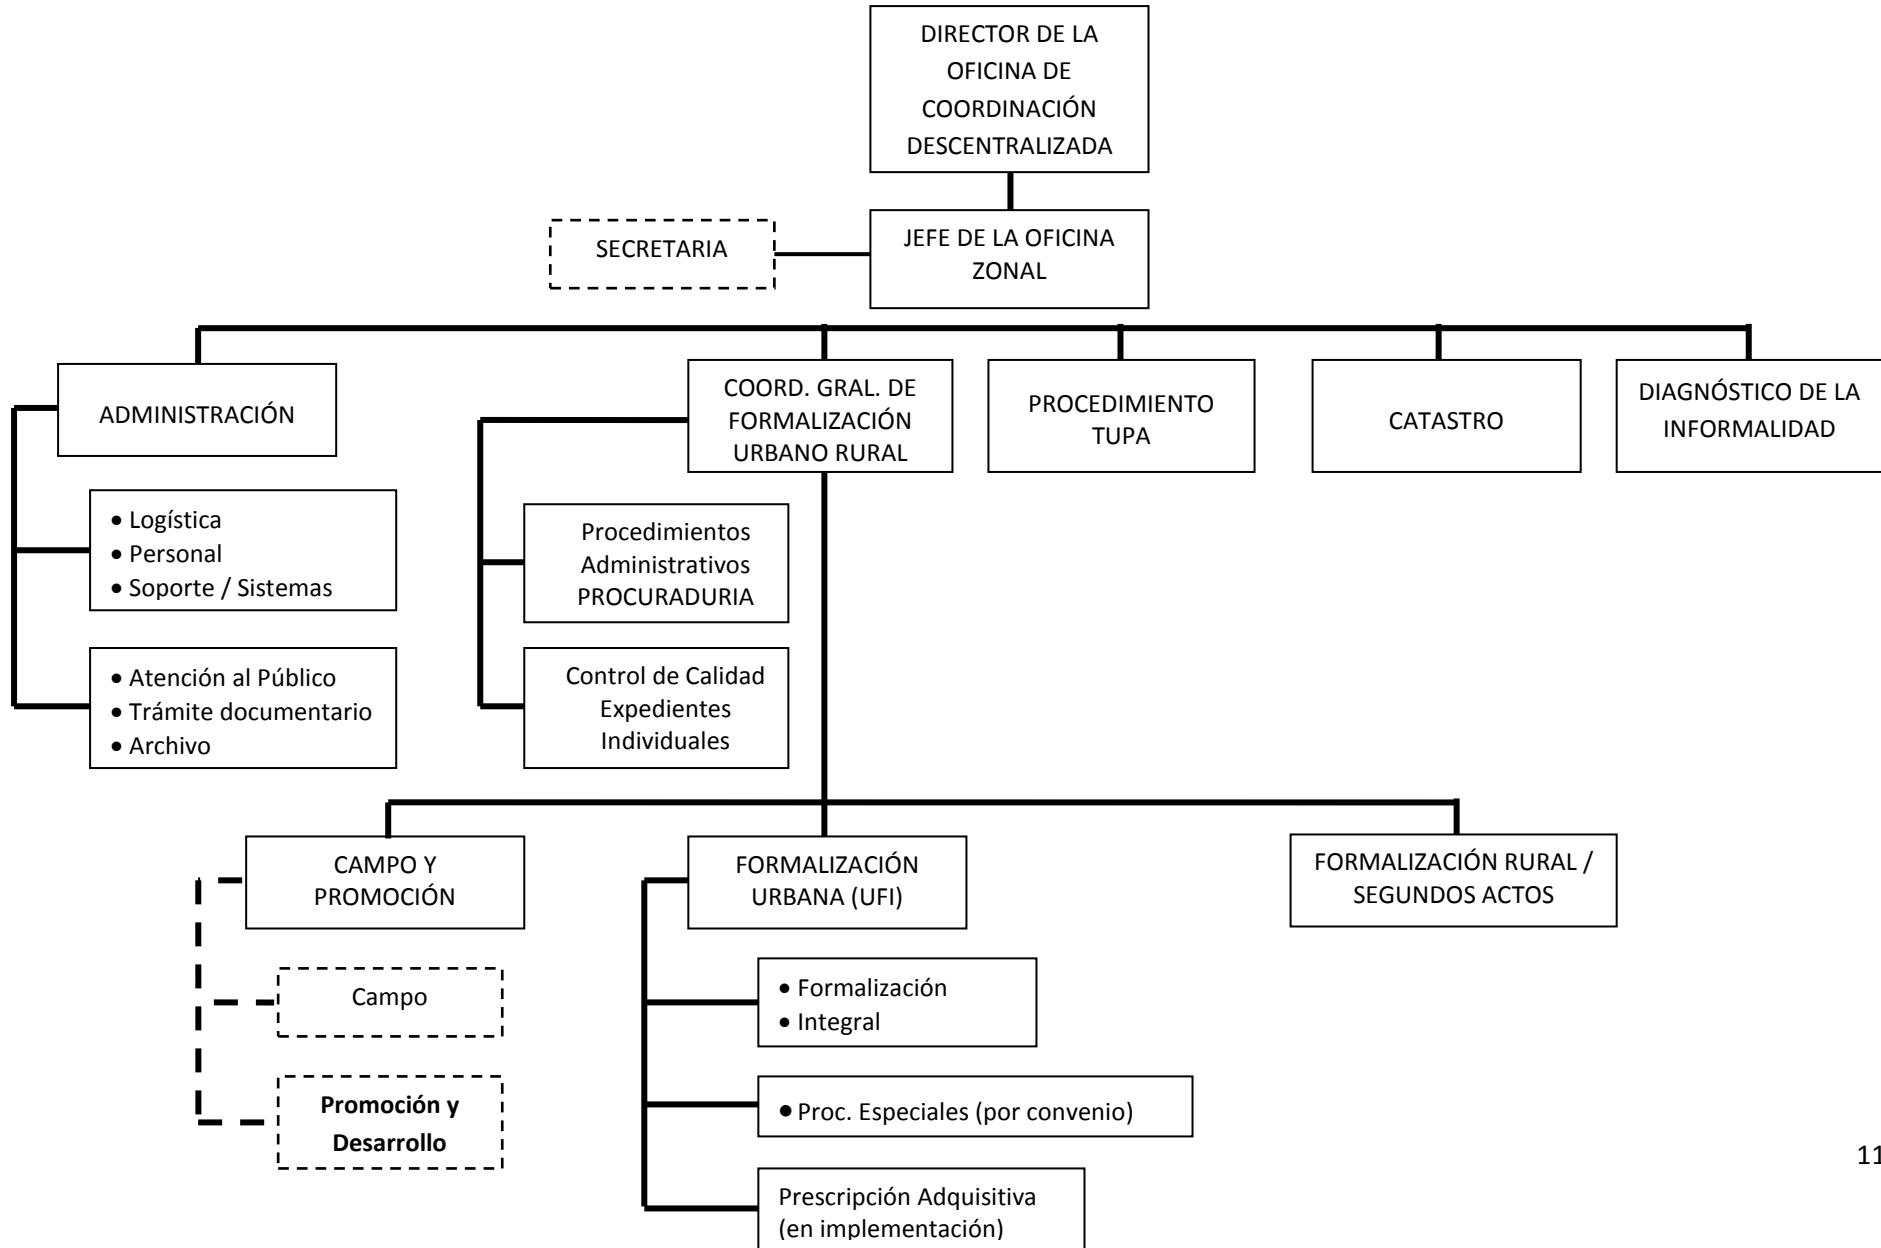 DIRECTOR DE LA
OFICINA DE
COORDINACIÓN
DESCENTRALIZADA
SECRETARIA
JEFE DE LA OFICINA
ZONAL
ADMINISTRACIÓN
COORD. GRAL. DE
FORMALIZACIÓN
URBANO RURAL
PROCEDIMIENTO
TUPA
CATASTRO
DIAGNÓSTICO DE LA
INFORMALIDAD
• Logística
• Personal
• Soporte / Sistemas
Procedimientos
Administrativos
PROCURADURIA
• Atención al Público
• Trámite documentario
• Archivo
Control de Calidad
Expedientes
Individuales
CAMPO Y
PROMOCIÓN
FORMALIZACIÓN
URBANA (UFI)
FORMALIZACIÓN RURAL /
SEGUNDOS ACTOS
Campo
• Formalización
• Integral
Promoción y
Desarrollo
• Proc. Especiales (por convenio)
Prescripción Adquisitiva
(en implementación)
11